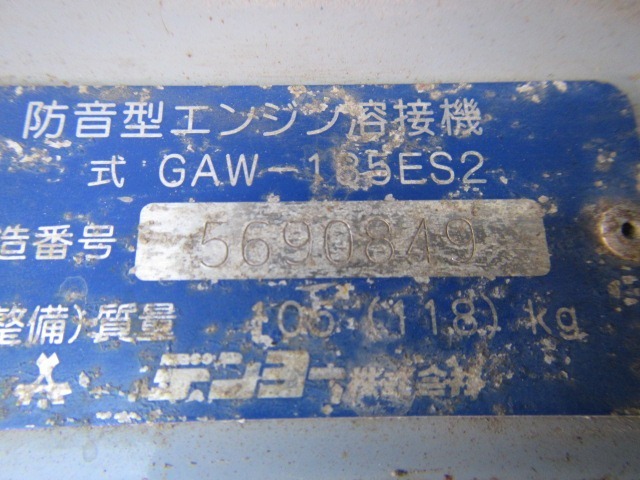 防音型エンジン溶接機
式 GAW-185ES2
造番号 5690849
整備)質量 105 (118) kg
デンヨー株式会社